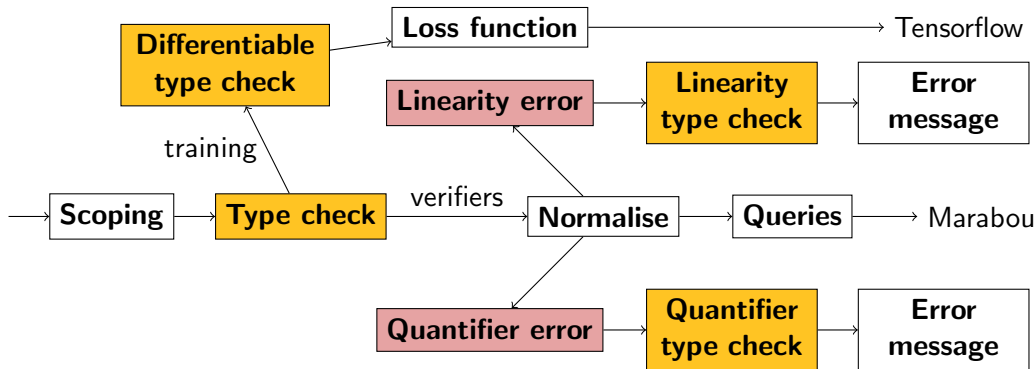 Differentiable
type check
Loss function
Tensorflow
Linearity error
Linearity
type check
Error
message
training
Scoping
Type check
verifiers
Normalise
Queries
Marabou
Quantifier error
Quantifier
type check
Error
message